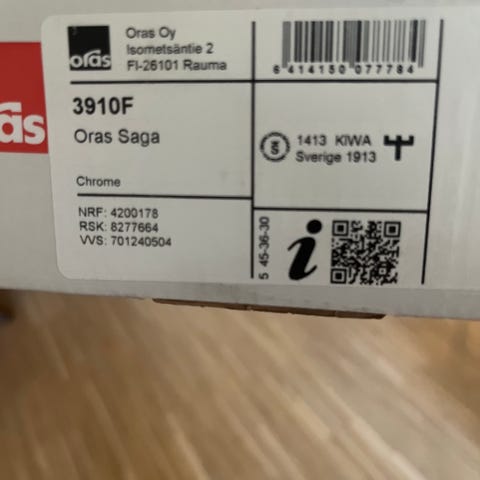 oras
Oras Oy
Isometsäntie 2
FI-26101 Rauma
6 414150 077784
as
3910F
Oras Saga
Chrome
S
1413 KIWA
Sverige 1913
NRF: 4200178
RSK: 8277664
VVS: 701240504
5 45-36-30
i